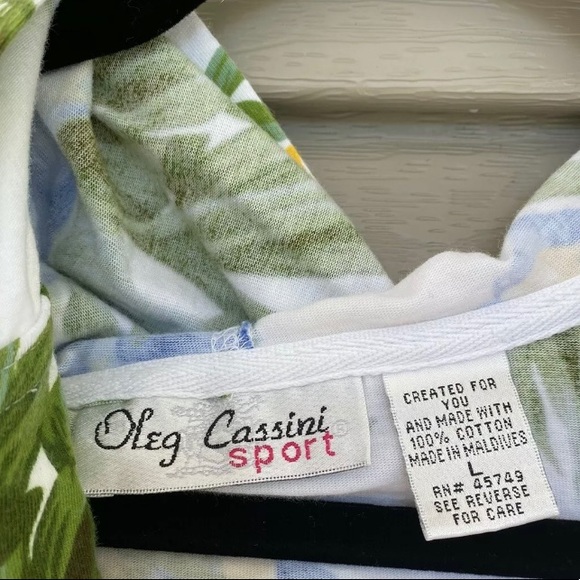 Oleg Cassini®
sport
CREATED FOR
YOU
AND MADE WITH
100% COTTON
MADE IN MALDIVES
L
RN# 45749
SEE REVERSE
FOR CARE